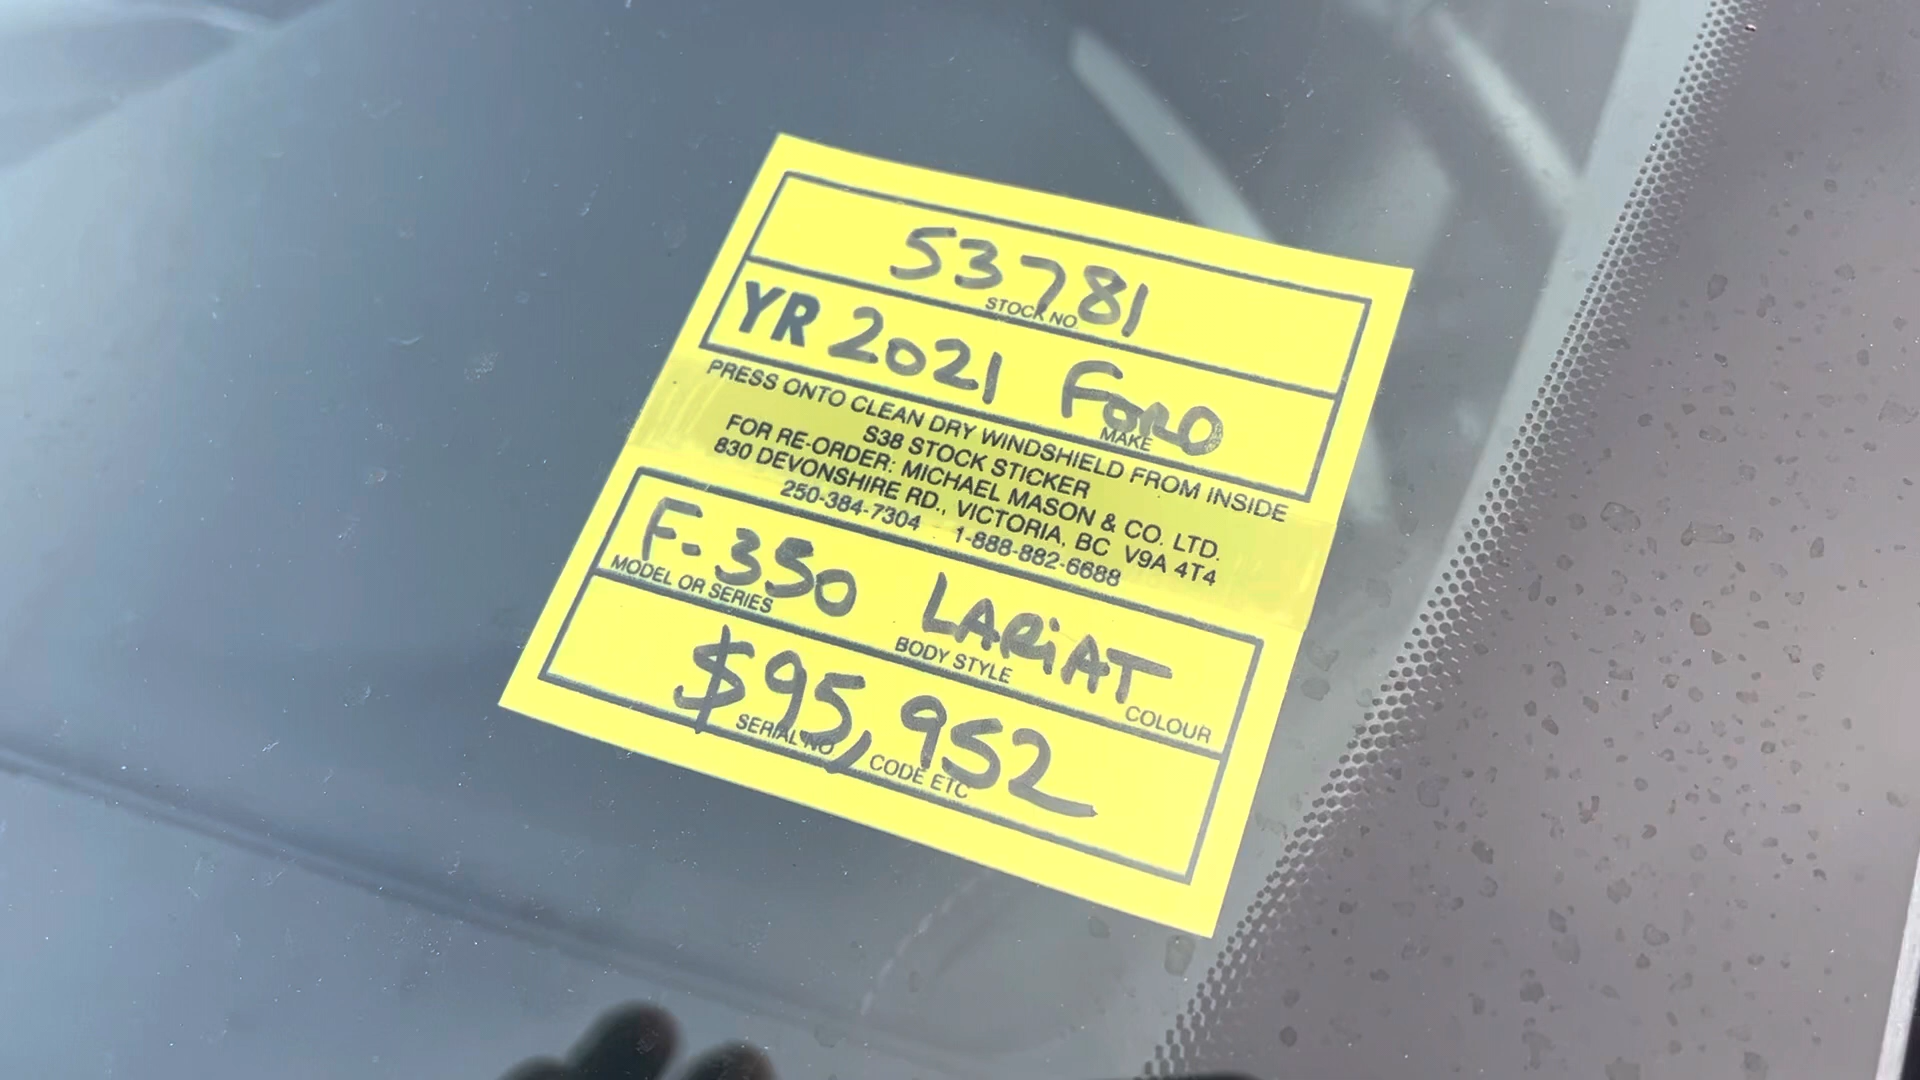 53781
STOCK NO.
YR 2021 FORD
MAKE
PRESS ONTO CLEAN DRY WINDSHIELD FROM INSIDE
S38 STOCK STICKER
FOR RE-ORDER: MICHAEL MASON & CO. LTD.
830 DEVONSHIRE RD., VICTORIA, BC V9A 4T4
250-384-7304 1-888-882-6688
F-350 LARiAT
MODEL OR SERIES BODY STYLE COLOUR
$95,952
SERIAL NO. CODE ETC